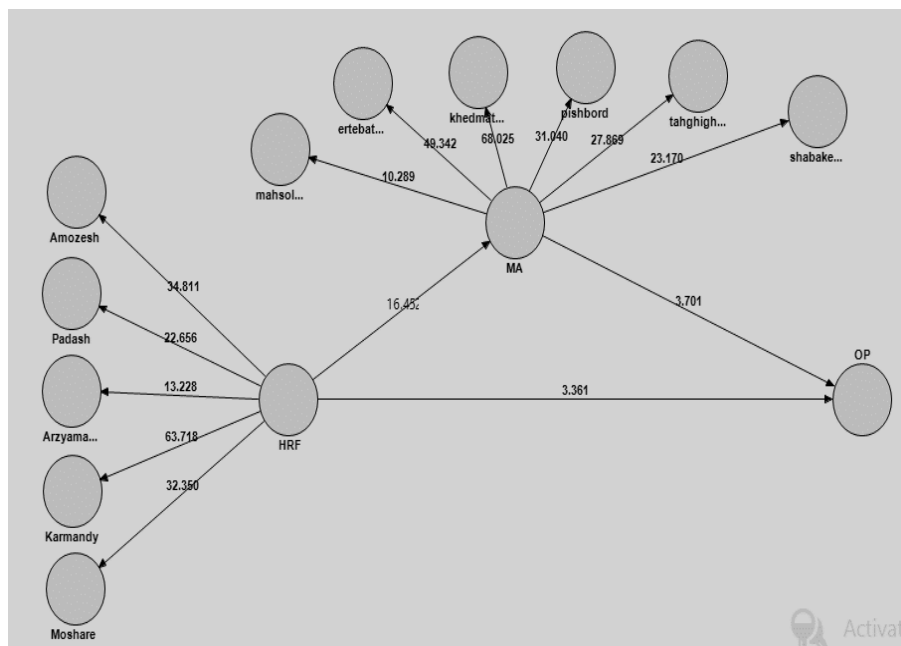 pishbord
khedmat...
tahghigh...
ertebat...
68.025
31.040
27.869
49.342
shabake...
23.170
mahsol...
10.289
Amozesh
MA
34.811
16.452
3.701
Padash
22.656
OP
13.228
3.361
Arzyama...
HRF
63.718
32.350
Karmandy
Moshare
Activat